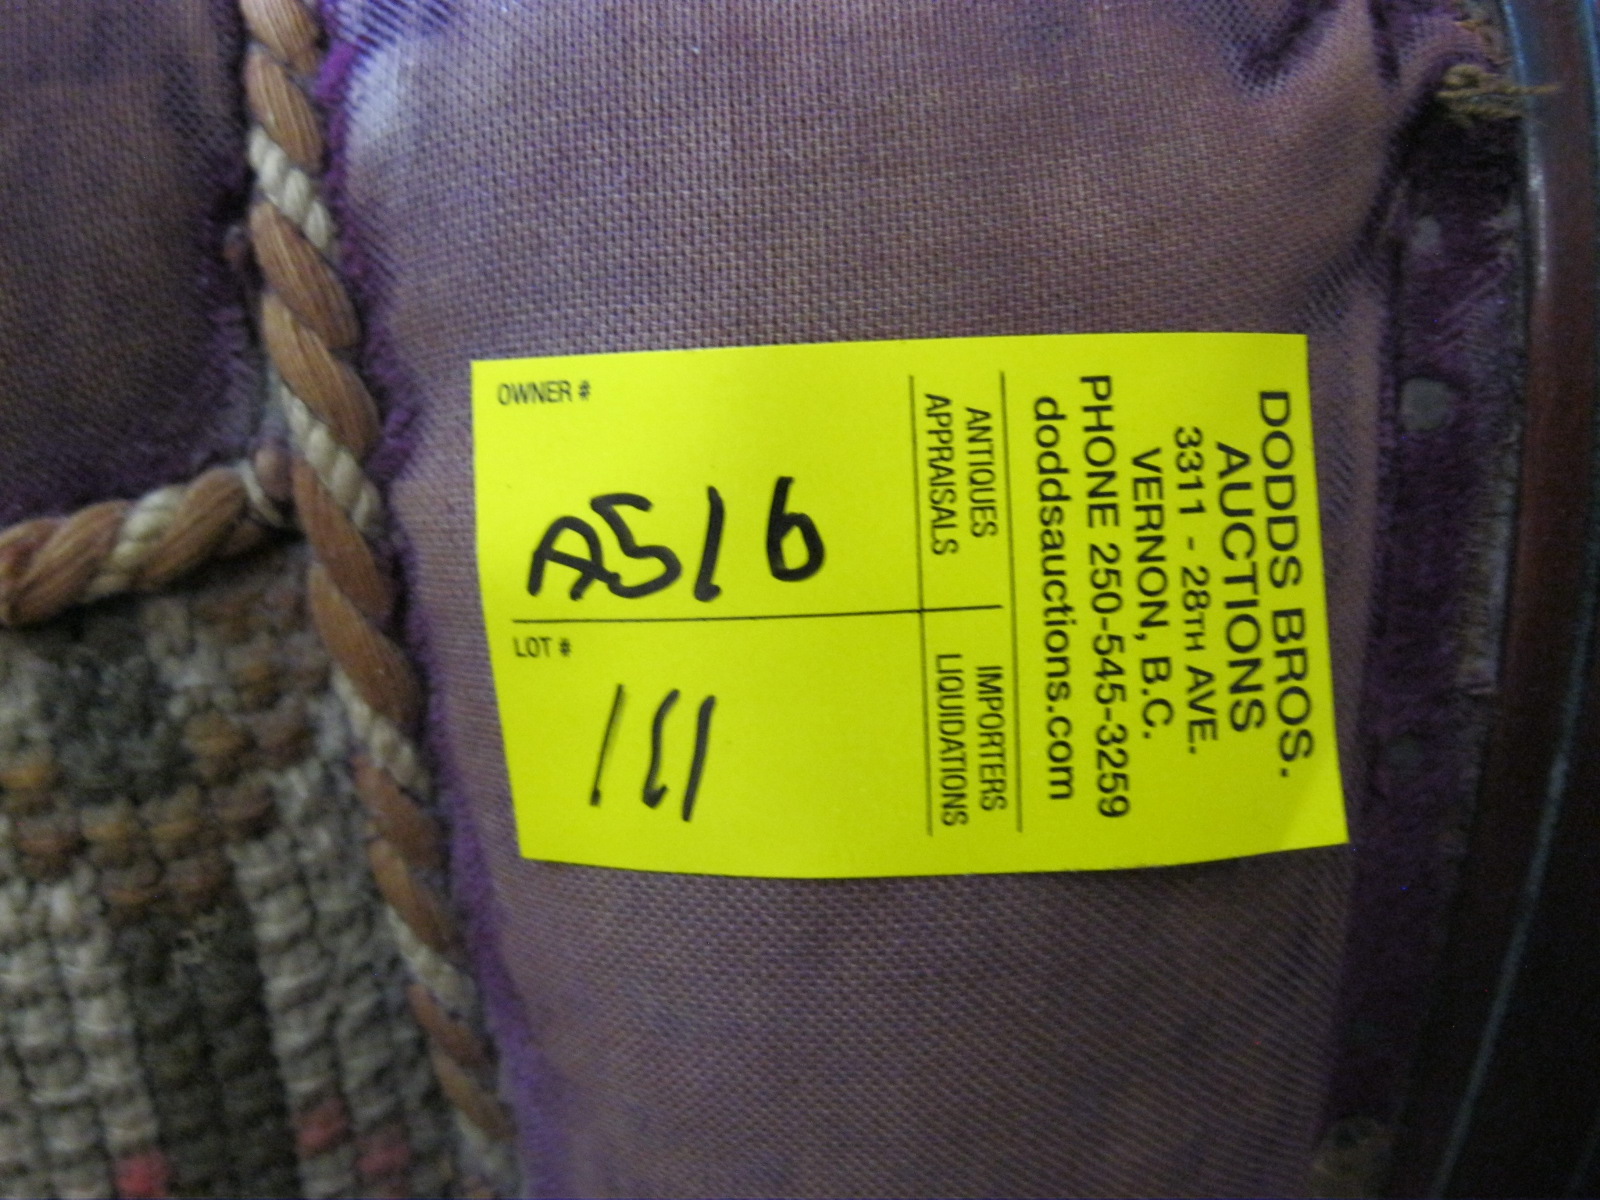 DODDS BROS.
AUCTIONS
3311 - 28TH AVE.
VERNON, B.C.
PHONE 250-545-3259
doddsauctions.com
ANTIQUES
APPRAISALS
IMPORTERS
LIQUIDATIONS
OWNER #
A516
LOT #
111